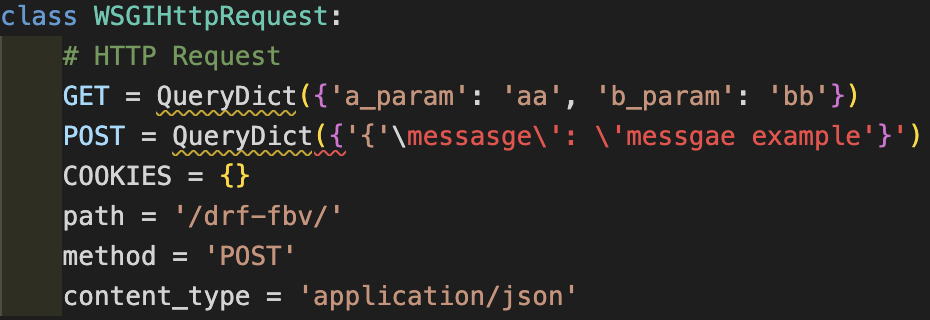 class WSGIHttpRequest:
# HTTP Request
GET = QueryDict({'a_param': 'aa', 'b_param': 'bb'})
POST = QueryDict({'{'\messasge\': \'messgae example'}')
COOKIES = {}
path = '/drf-fbv/'
method = 'POST'
content_type = 'application/json'